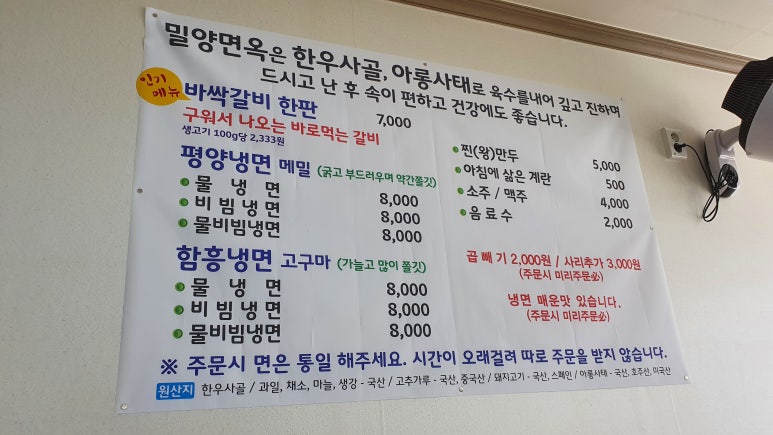 밀양면옥은 한우사골, 아롱사태로 육수를내어 깊고 진하며
드시고 난 후 속이 편하고 건강에도 좋습니다.
인기
메뉴
바싹갈비 한판 7,000
구워서 나오는 바로먹는 갈비
생고기 100g당 2,333원
평양냉면 메밀 (굵고 부드러우며 약간쫄깃)
물 냉 면 8,000
비 빔 냉 면 8,000
물비빔냉면 8,000
함흥냉면 고구마 (가늘고 많이 쫄깃)
물 냉 면 8,000
비 빔 냉 면 8,000
물비빔냉면 8,000
찐(왕)만두 5,000
아침에 삶은 계란 500
소주 / 맥주 4,000
음 료 수 2,000
곱 빼 기 2,000원 / 사리추가 3,000원
(주문시 미리주문必)
냉면 매운맛 있습니다.
(주문시 미리주문必)
※ 주문시 면은 통일 해주세요. 시간이 오래걸려 따로 주문을 받지 않습니다.
원산지 한우사골 / 과일, 채소, 마늘, 생강 - 국산 / 고추가루 - 국산, 중국산 / 돼지고기 - 국산, 스페인 / 아롱사태 - 국산, 호주산, 미국산